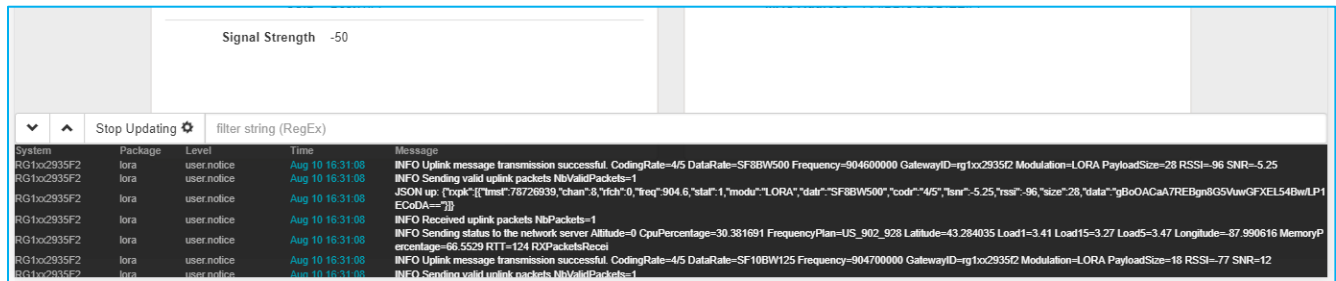 Signal Strength -50
Stop Updating filter string (RegEx)
System Package Level Time Message
RG1xx2935F2 lora user.notice Aug 10 16:31:08 INFO Uplink message transmission successful. CodingRate=4/5 DataRate=SF8BW500 Frequency=904600000 GatewayID=rg1xx2935f2 Modulation=LORA PayloadSize=28 RSSI=-96 SNR=-5.25
RG1xx2935F2 lora user.notice Aug 10 16:31:08 INFO Sending valid uplink packets NbValidPackets=1
RG1xx2935F2 lora user.notice Aug 10 16:31:08 JSON up: {"rxpk":[{"tmst":78726939,"chan":8,"rfch":0,"freq":904.6,"stat":1,"modu":"LORA","datr":"SF8BW500","codr":"4/5","lsnr":-5.25,"rssi":-96,"size":28,"data":"gBoOACaA7REBgn8G5VuwGFXEL54Bw/LP1
ECoDA=="}]}
RG1xx2935F2 lora user.notice Aug 10 16:31:08 INFO Received uplink packets NbPackets=1
RG1xx2935F2 lora user.notice Aug 10 16:31:08 INFO Sending status to the network server Altitude=0 CpuPercentage=30.381691 FrequencyPlan=US_902_928 Latitude=43.284035 Load1=3.41 Load15=3.27 Load5=3.47 Longitude=-87.990616 MemoryP
ercentage=66.5529 RTT=124 RXPacketsRecei
RG1xx2935F2 lora user.notice Aug 10 16:31:08 INFO Uplink message transmission successful. CodingRate=4/5 DataRate=SF10BW125 Frequency=904700000 GatewayID=rg1xx2935f2 Modulation=LORA PayloadSize=18 RSSI=-77 SNR=12
RG1xx2935F2 lora user.notice Aug 10 16:31:08 INFO Sending valid uplink packets NbValidPackets=1